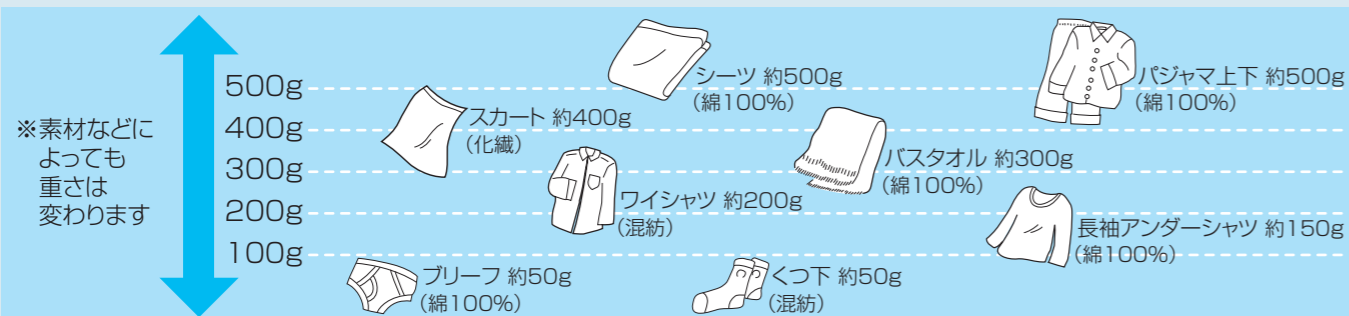 ※素材などに
よっても
重さは
変わります
500g
400g
300g
200g
100g
シーツ 約500g
（綿100%）
パジャマ上下 約500g
（綿100%）
スカート 約400g
（化繊）
バスタオル 約300g
（綿100%）
ワイシャツ 約200g
（混紡）
長袖アンダーシャツ 約150g
（綿100%）
ブリーフ 約50g
（綿100%）
くつ下 約50g
（混紡）